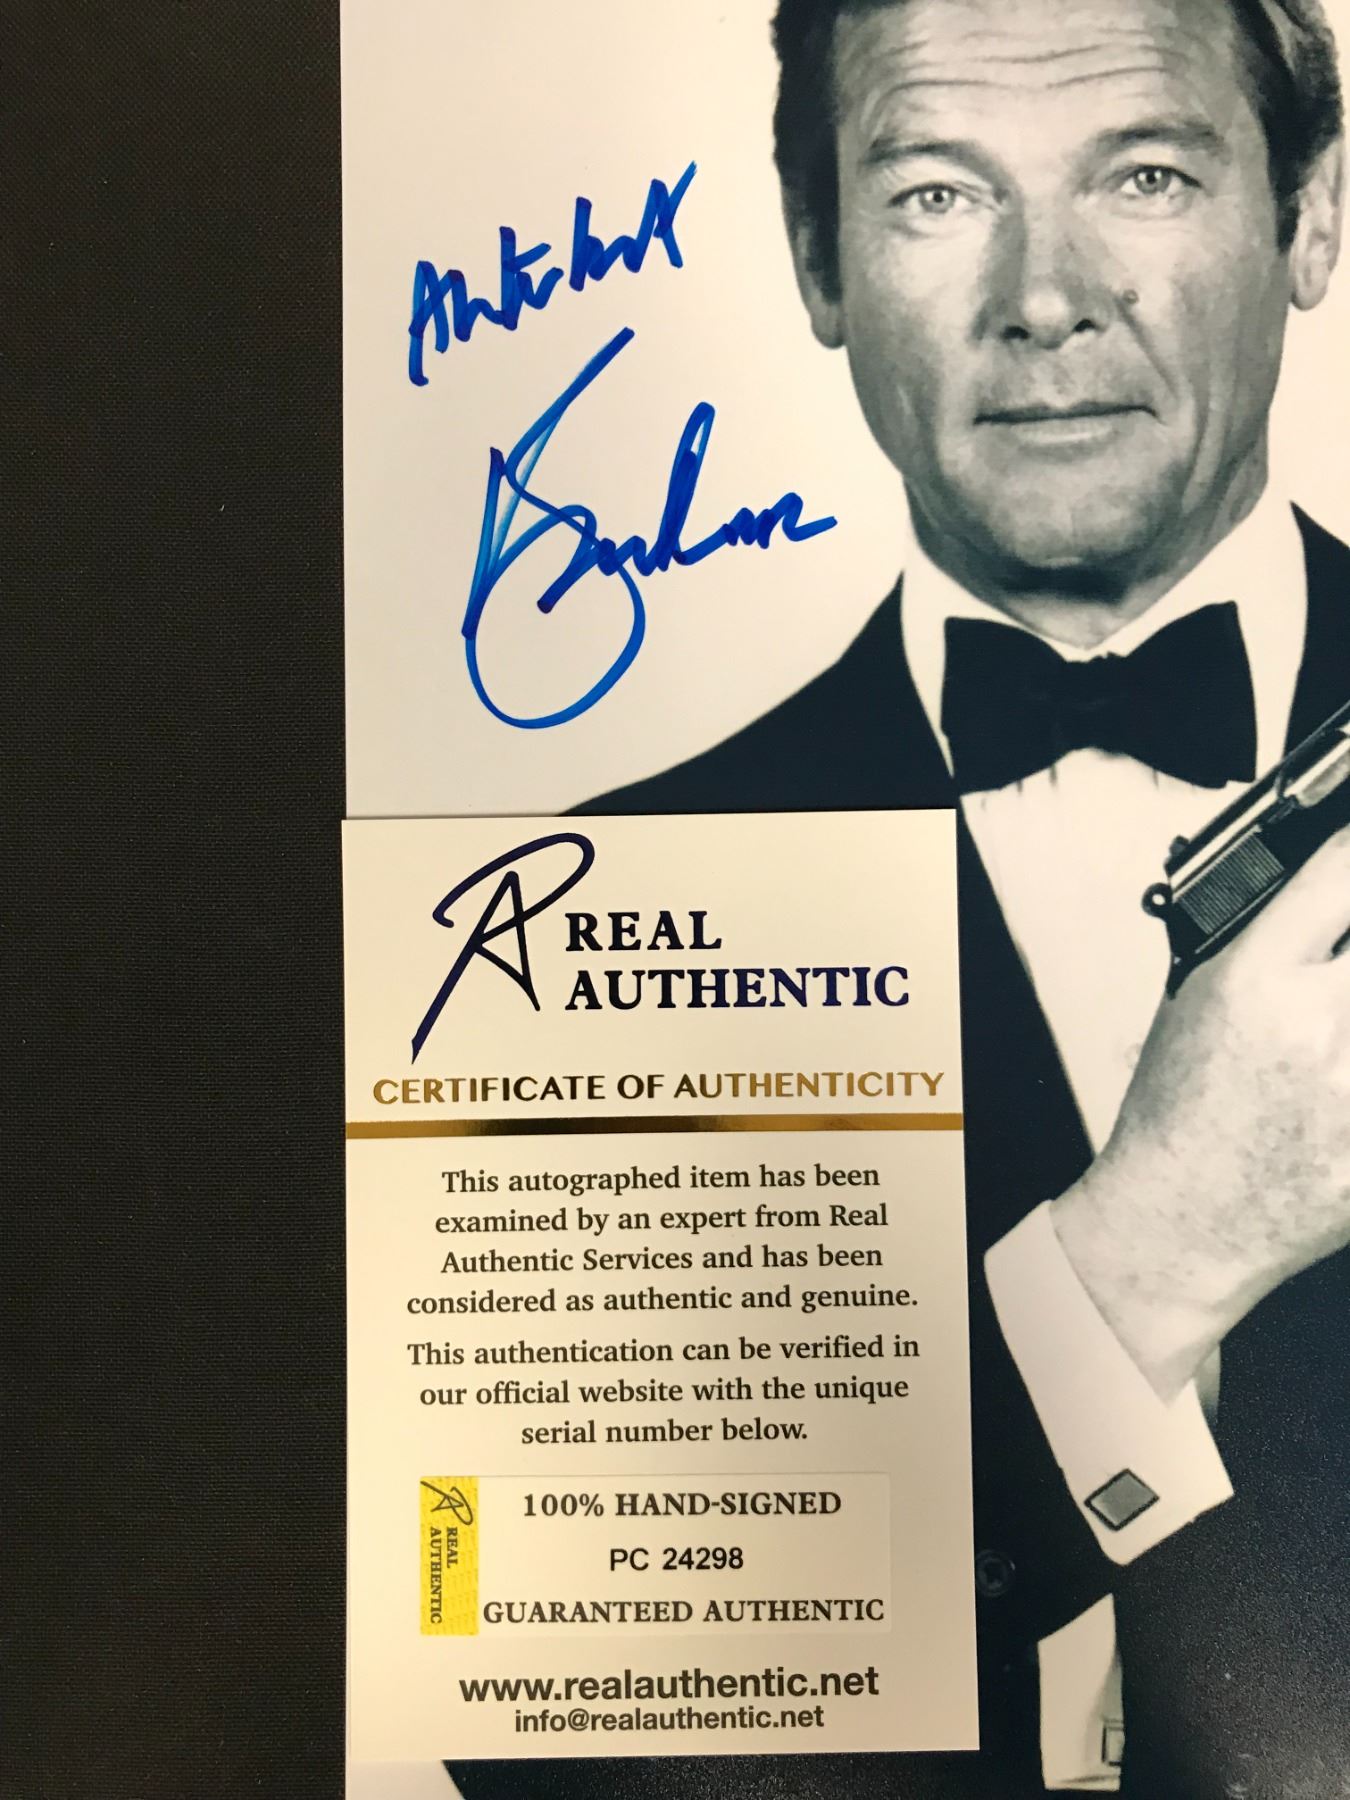 REAL
AUTHENTIC
CERTIFICATE OF AUTHENTICITY
This autographed item has been
examined by an expert from Real
Authentic Services and has been
considered as authentic and genuine.
This authentication can be verified in
our official website with the unique
serial number below.
REAL
AUTHENTIC
100% HAND-SIGNED
PC 24298
GUARANTEED AUTHENTIC
www.realauthentic.net
info@realauthentic.net